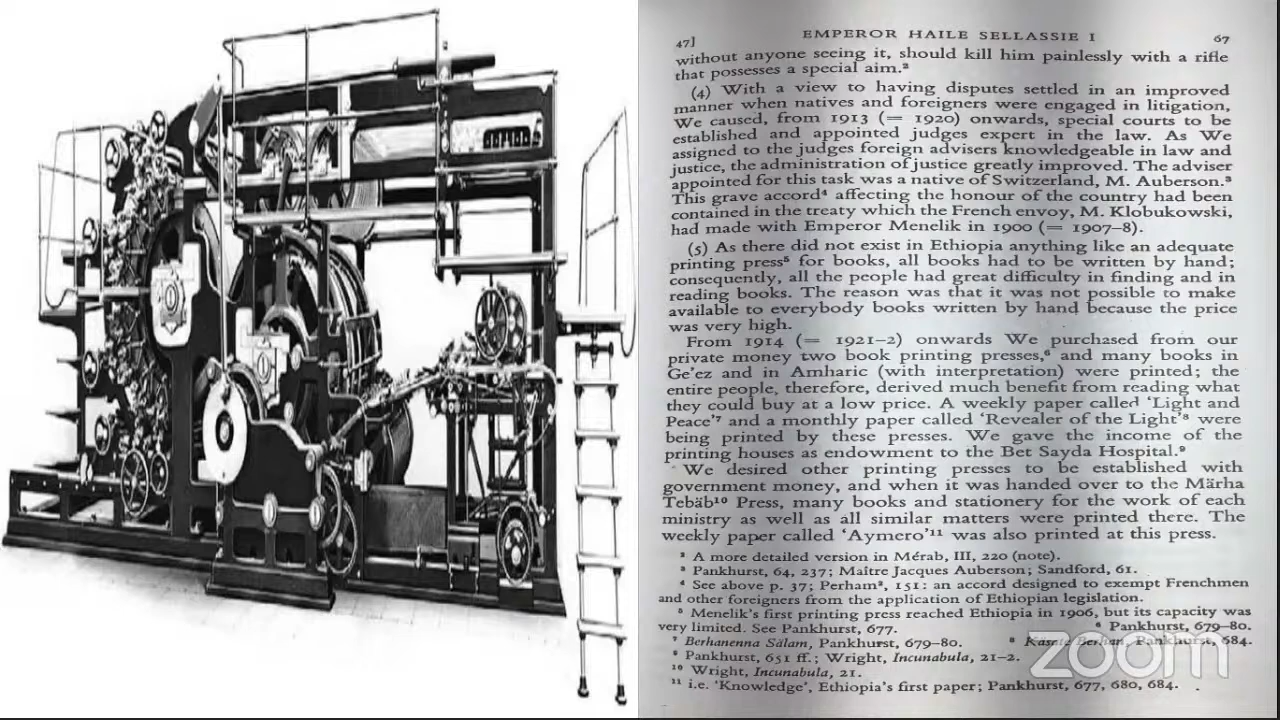 47]
EMPEROR HAILE SELLASSIE I
67
without anyone seeing it, should kill him painlessly with a rifle
that possesses a special aim.²
(4) With a view to having disputes settled in an improved
manner when natives and foreigners were engaged in litigation,
We caused, from 1913 (= 1920) onwards, special courts to be
established and appointed judges expert in the law. As We
assigned to the judges foreign advisers knowledgeable in law and
justice, the administration of justice greatly improved. The adviser
appointed for this task was a native of Switzerland, M. Auberson.³
This grave accord⁴ affecting the honour of the country had been
contained in the treaty which the French envoy, M. Klobukowski,
had made with Emperor Menelik in 1900 (= 1907–8).
(5) As there did not exist in Ethiopia anything like an adequate
printing press⁵ for books, all books had to be written by hand;
consequently, all the people had great difficulty in finding and in
reading books. The reason was that it was not possible to make
available to everybody books written by hand because the price
was very high.
From 1914 (= 1921–2) onwards We purchased from our
private money two book printing presses,⁶ and many books in
Ge'ez and in Amharic (with interpretation) were printed; the
entire people, therefore, derived much benefit from reading what
they could buy at a low price. A weekly paper called 'Light and
Peace'⁷ and a monthly paper called 'Revealer of the Light'⁸ were
being printed by these presses. We gave the income of the
printing houses as endowment to the Bet Sayda Hospital.⁹
We desired other printing presses to be established with
government money, and when it was handed over to the Märha
Tebäb¹⁰ Press, many books and stationery for the work of each
ministry as well as all similar matters were printed there. The
weekly paper called 'Aymero'¹¹ was also printed at this press.
² A more detailed version in Mérab, III, 220 (note).
³ Pankhurst, 64, 237; Maître Jacques Auberson; Sandford, 61.
⁴ See above p. 37; Perham², 151: an accord designed to exempt Frenchmen
and other foreigners from the application of Ethiopian legislation.
⁵ Menelik's first printing press reached Ethiopia in 1906, but its capacity was
very limited. See Pankhurst, 677. ⁶ Pankhurst, 679–80.
⁷ Berhanenna Sälam, Pankhurst, 679–80. ⁸ Käsatē Berhan, Pankhurst, 684.
⁹ Pankhurst, 651 ff.; Wright, Incunabula, 21–2.
¹⁰ Wright, Incunabula, 21.
¹¹ i.e. 'Knowledge', Ethiopia's first paper; Pankhurst, 677, 680, 684.
zoom